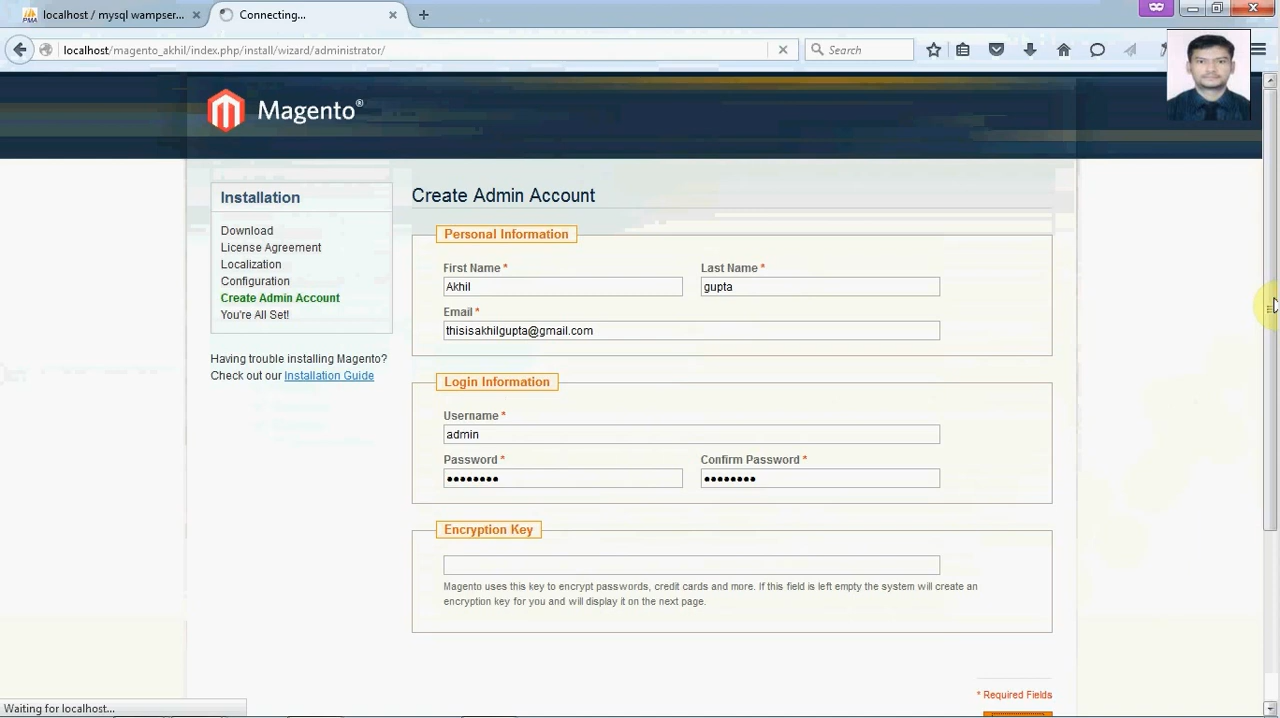 localhost / mysql wampser...
Connecting...
localhost/magento_akhil/index.php/install/wizard/administrator/
Search
Magento®
Installation
Download
License Agreement
Localization
Configuration
Create Admin Account
You're All Set!
Having trouble installing Magento?
Check out our Installation Guide
Create Admin Account
Personal Information
First Name * Last Name *
Akhil gupta
Email *
thisisakhilgupta@gmail.com
Login Information
Username *
admin
Password * Confirm Password *
•••••••• ••••••••
Encryption Key
Magento uses this key to encrypt passwords, credit cards and more. If this field is left empty the system will create an
encryption key for you and will display it on the next page.
* Required Fields
Waiting for localhost...